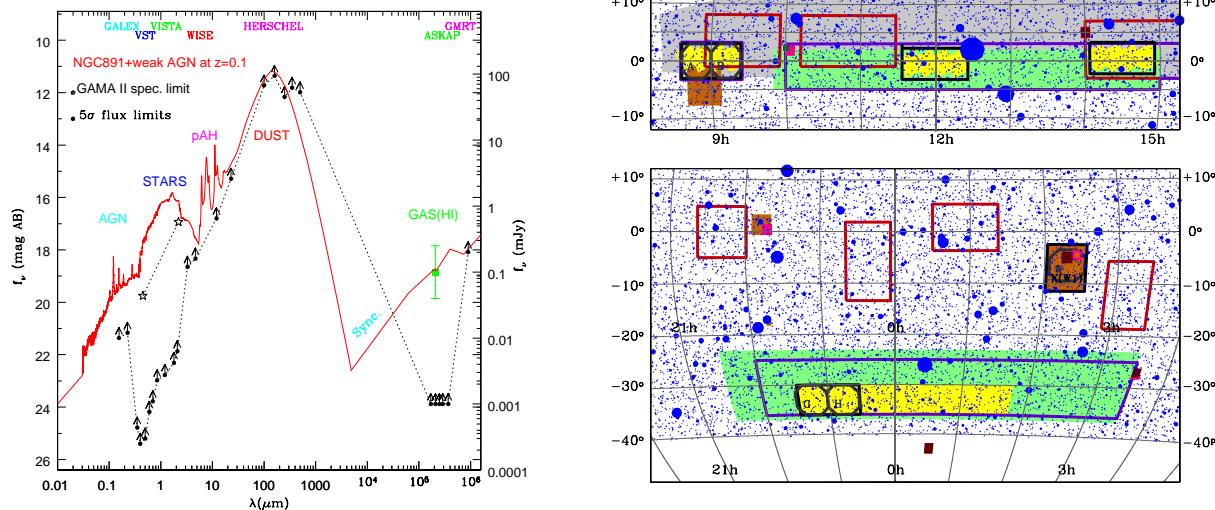 GALEX VISTA HERSCHEL GMRT
VST WISE ASKAP
NGC891+weak AGN at z=0.1
GAMA II spec. limit
5σ flux limits
pAH
DUST
STARS
AGN
GAS(HI)
Sync.
10
12
14
16
18
20
22
24
26
f_ν (mag AB)
100
10
1
0.1
0.01
0.001
0.0001
f_ν (mJy)
0.01 0.1 1 10 100 1000 10⁴ 10⁵ 10⁶
λ(μm)
+10° +10°
0° 0°
−10° −10°
A B
9h 12h 15h
+10° +10°
0° 0°
−10° −10°
−20° −20°
−30° −30°
−40° −40°
21h 0h 3h
G H
21h 0h 3h